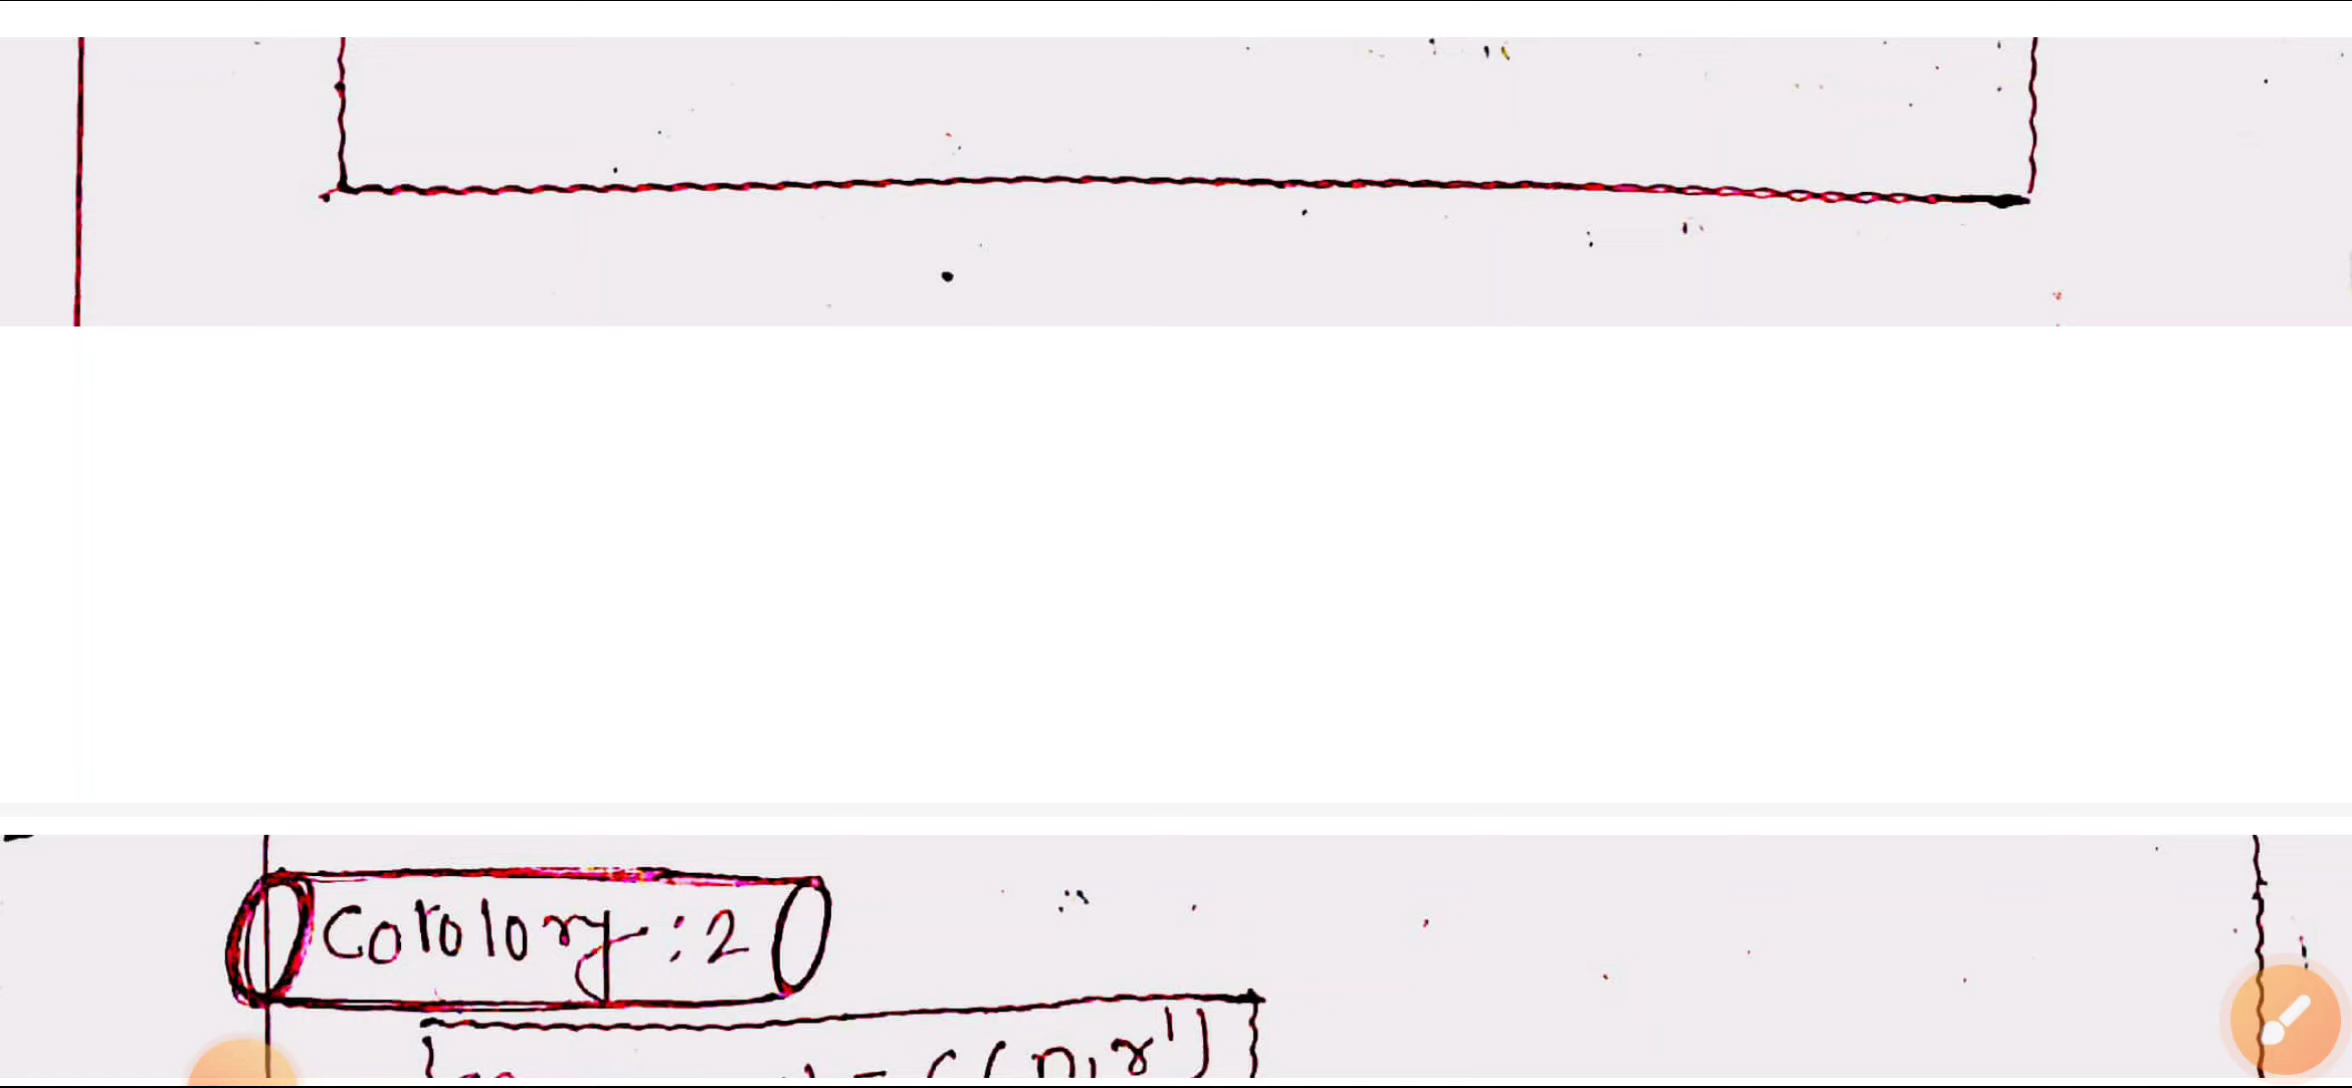 Corolory : 2
= C(n, r')